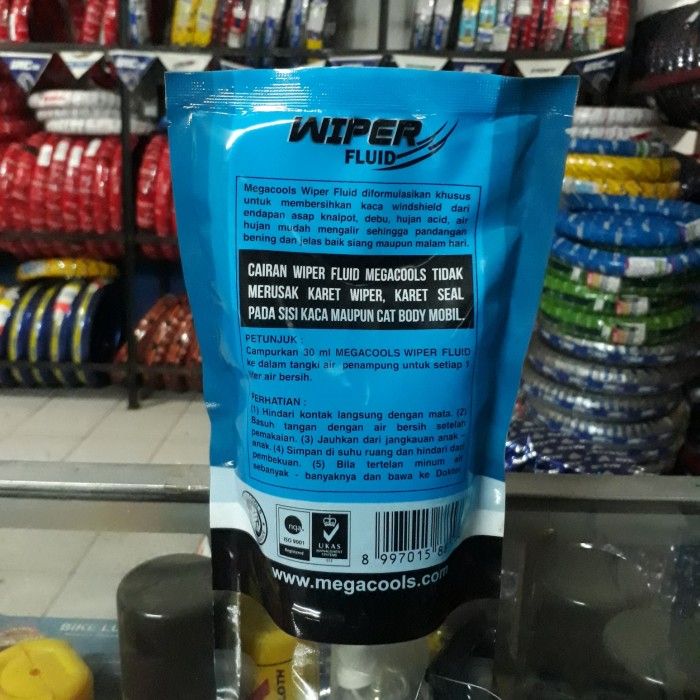 WIPER
FLUID
Megacools Wiper Fluid diformulasikan khusus
untuk membersihkan kaca windshield dari
endapan asap knalpot, debu, hujan acid, air
hujan mudah mengalir sehingga pandangan
bening dan jelas baik siang maupun malam hari.
CAIRAN WIPER FLUID MEGACOOLS TIDAK
MERUSAK KARET WIPER, KARET SEAL
PADA SISI KACA MAUPUN CAT BODY MOBIL.
PETUNJUK :
Campurkan 30 ml MEGACOOLS WIPER FLUID
ke dalam tangki air penampung untuk setiap 1
liter air bersih.
PERHATIAN :
(1) Hindari kontak langsung dengan mata. (2)
Basuh tangan dengan air bersih setelah
pemakaian. (3) Jauhkan dari jangkauan anak -
anak. (4) Simpan di suhu ruang dan hindari dari
pembekuan. (5) Bila tertelan minum air
sebanyak - banyaknya dan bawa ke Dokter.
nqa.
ISO 9001
Registered
UKAS
MANAGEMENT
SYSTEMS
8 997015
www.megacools.com
BIKE